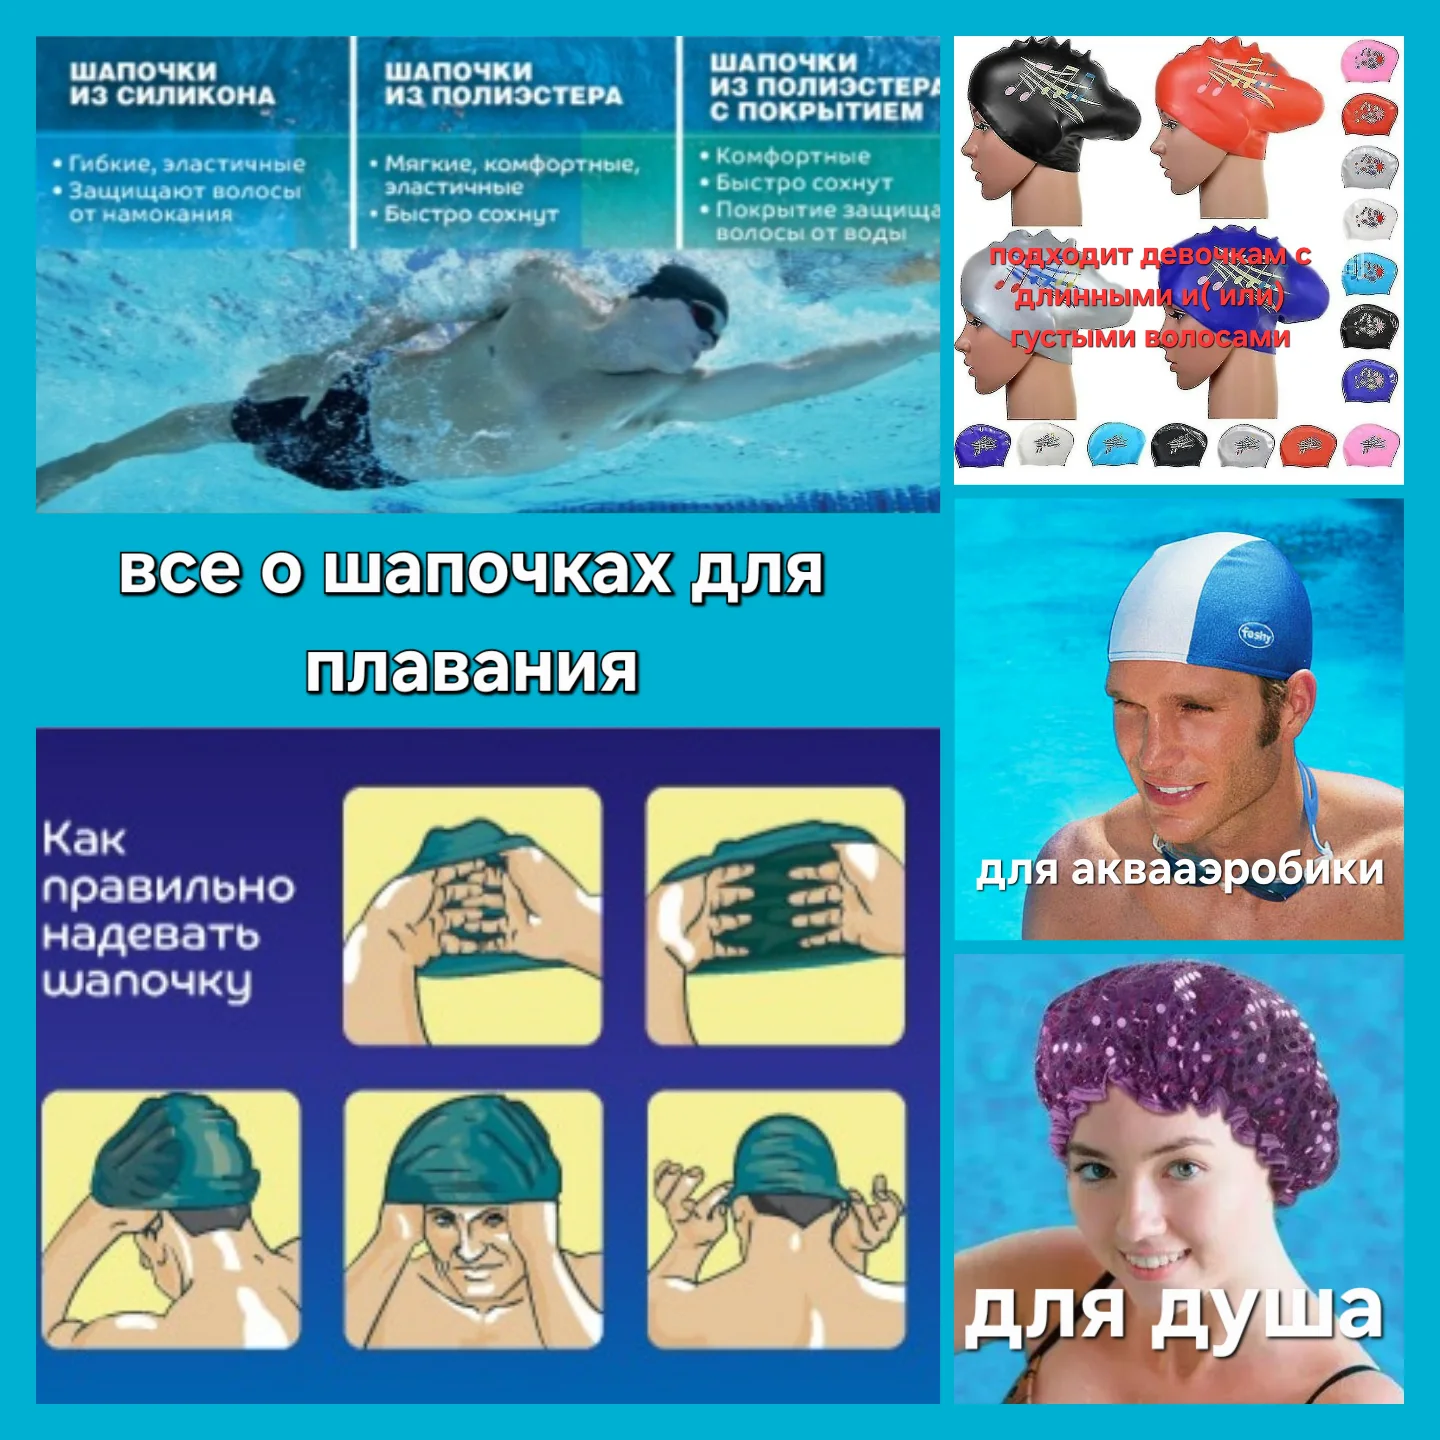 ШАПОЧКИ
ИЗ СИЛИКОНА
• Гибкие, эластичные
• Защищают волосы
от намокания
ШАПОЧКИ
ИЗ ПОЛИЭСТЕРА
• Мягкие, комфортные,
эластичные
• Быстро сохнут
ШАПОЧКИ
ИЗ ПОЛИЭСТЕРА
С ПОКРЫТИЕМ
• Комфортные
• Быстро сохнут
• Покрытие защища
волосы от воды
подходит девочкам с
длинными и( или)
густыми волосами
все о шапочках для
плавания
fashy
для аквааэробики
Как
правильно
надевать
шапочку
для душа